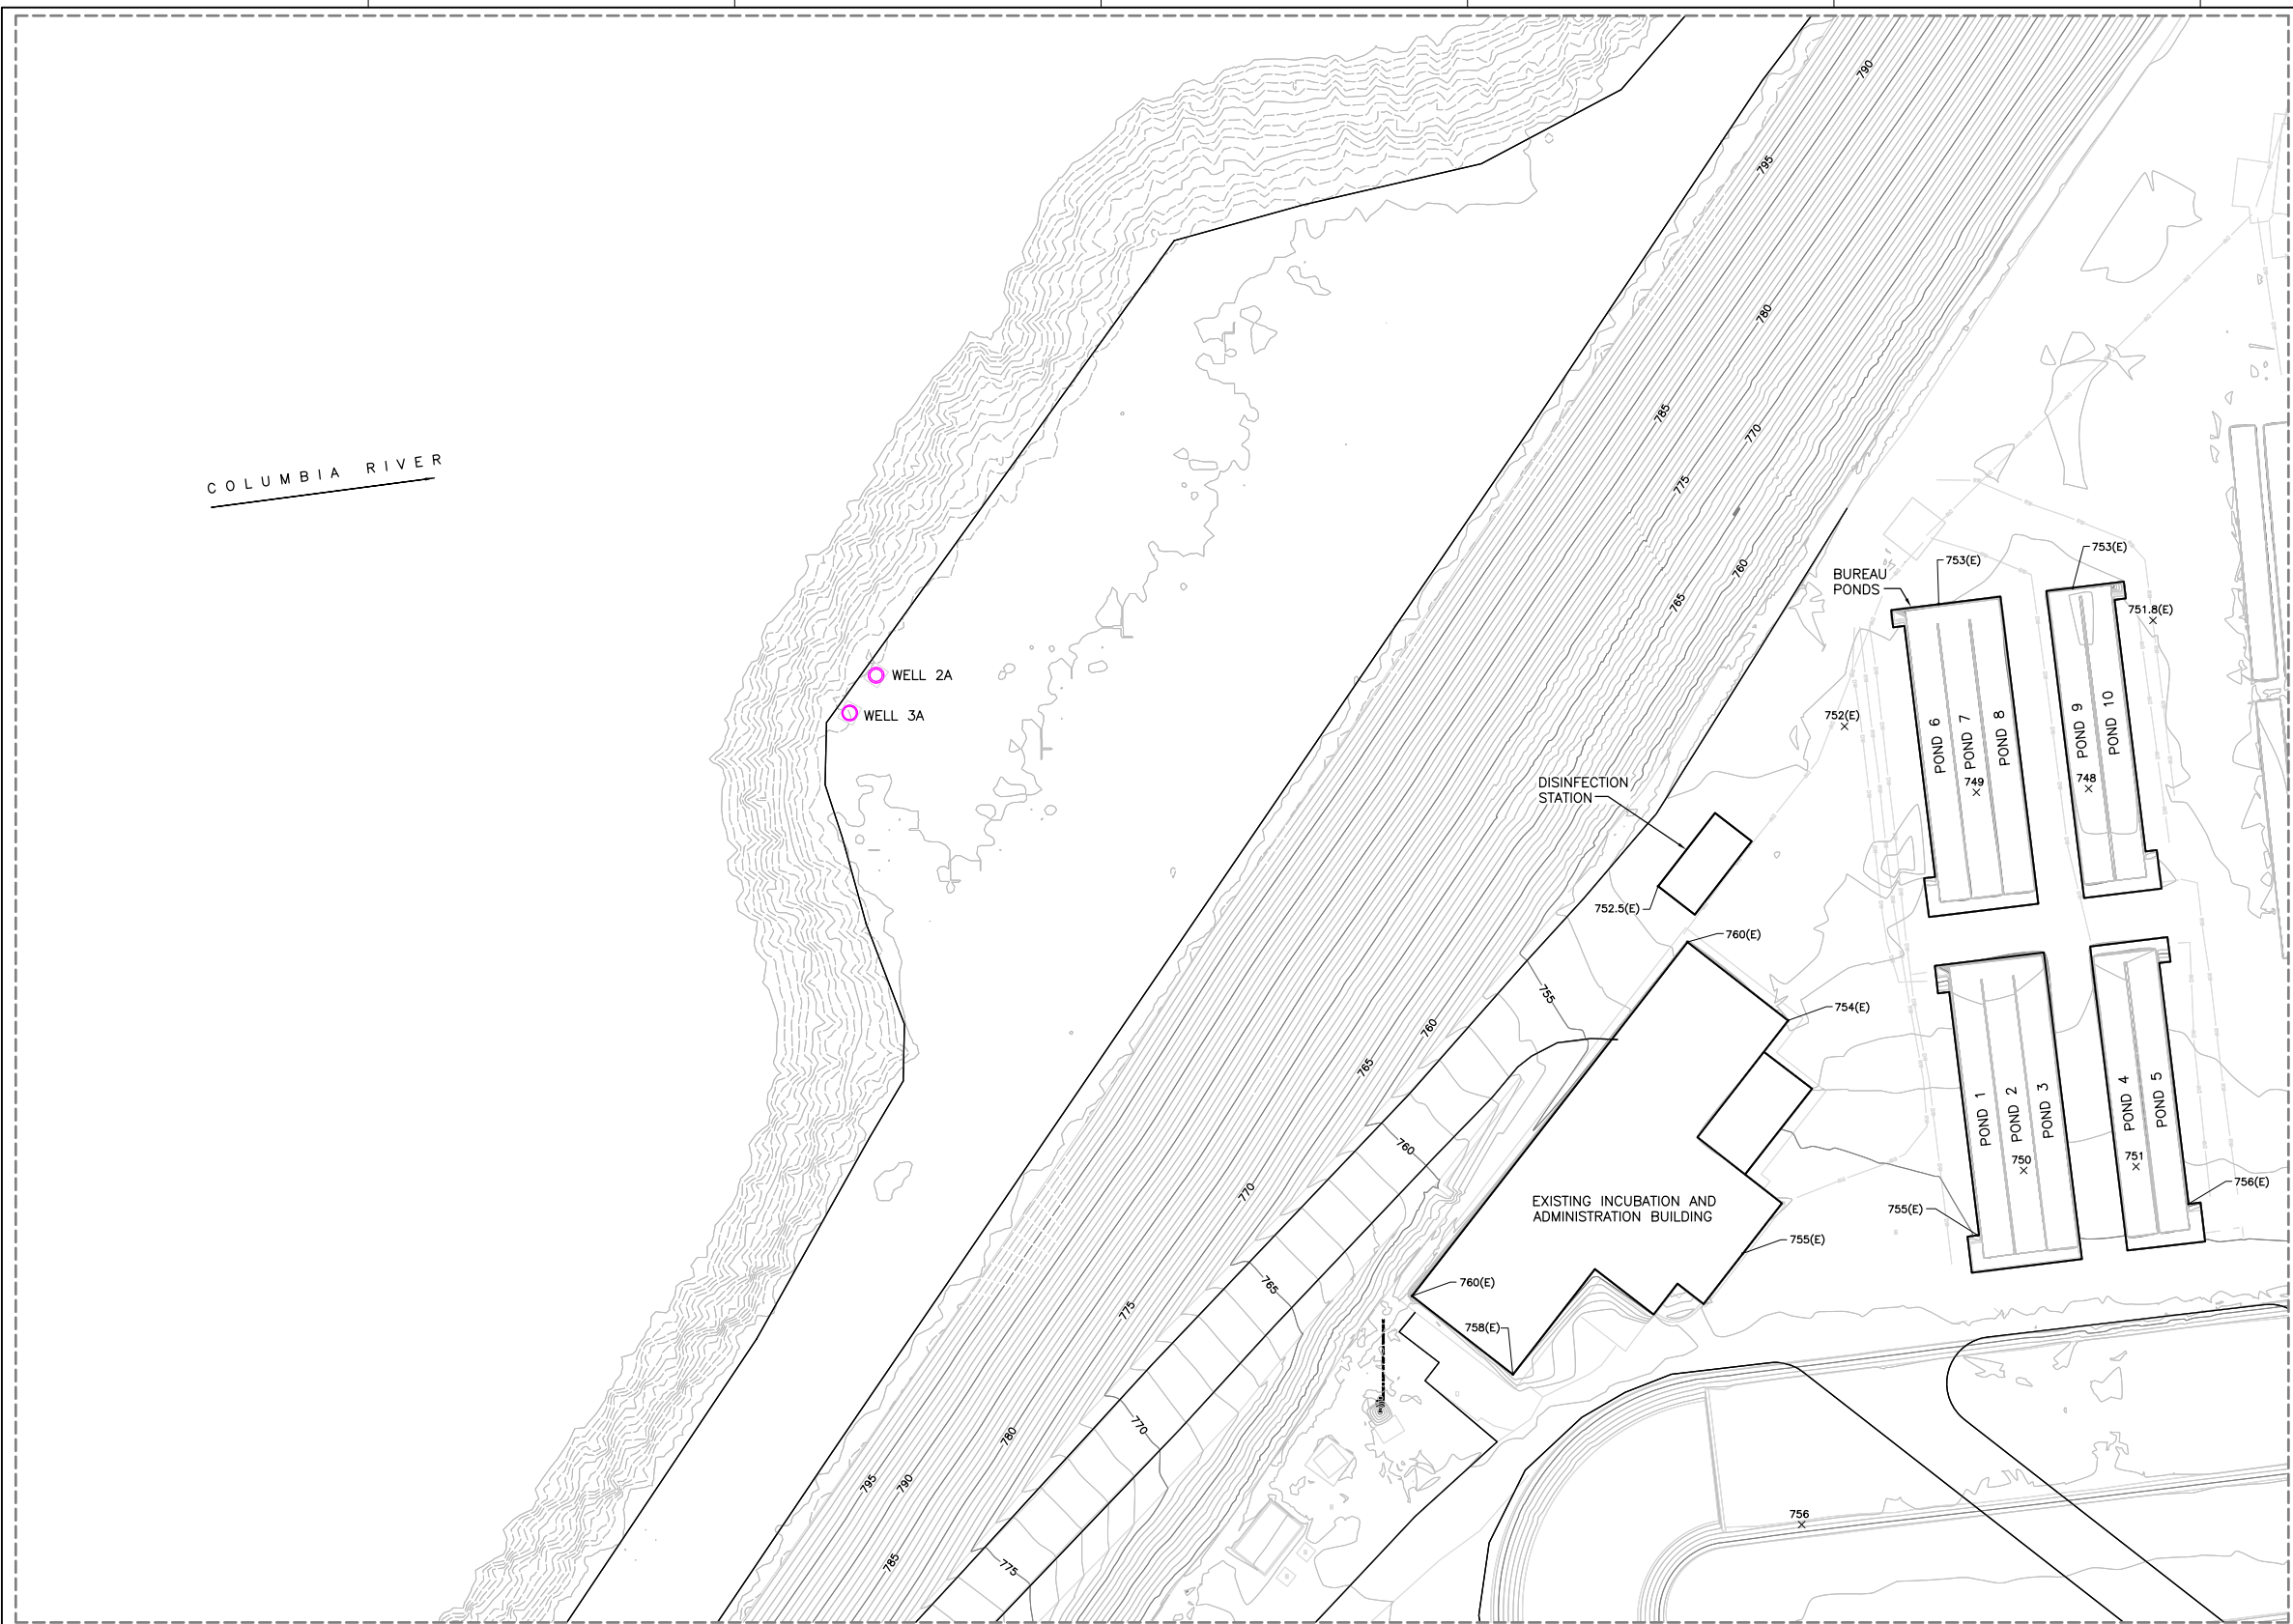 790
795
780
785
770
775
760
765
COLUMBIA RIVER
BUREAU
PONDS
753(E)
753(E)
751.8(E)
WELL 2A
WELL 3A
752(E)
POND 6
POND 7
POND 8
749
POND 9
POND 10
748
DISINFECTION
STATION
752.5(E)
760(E)
754(E)
755
760
765
760
770
POND 1
POND 2
POND 3
750
POND 4
POND 5
751
756(E)
755(E)
EXISTING INCUBATION AND
ADMINISTRATION BUILDING
755(E)
760(E)
758(E)
765
775
770
780
795
790
785
775
756